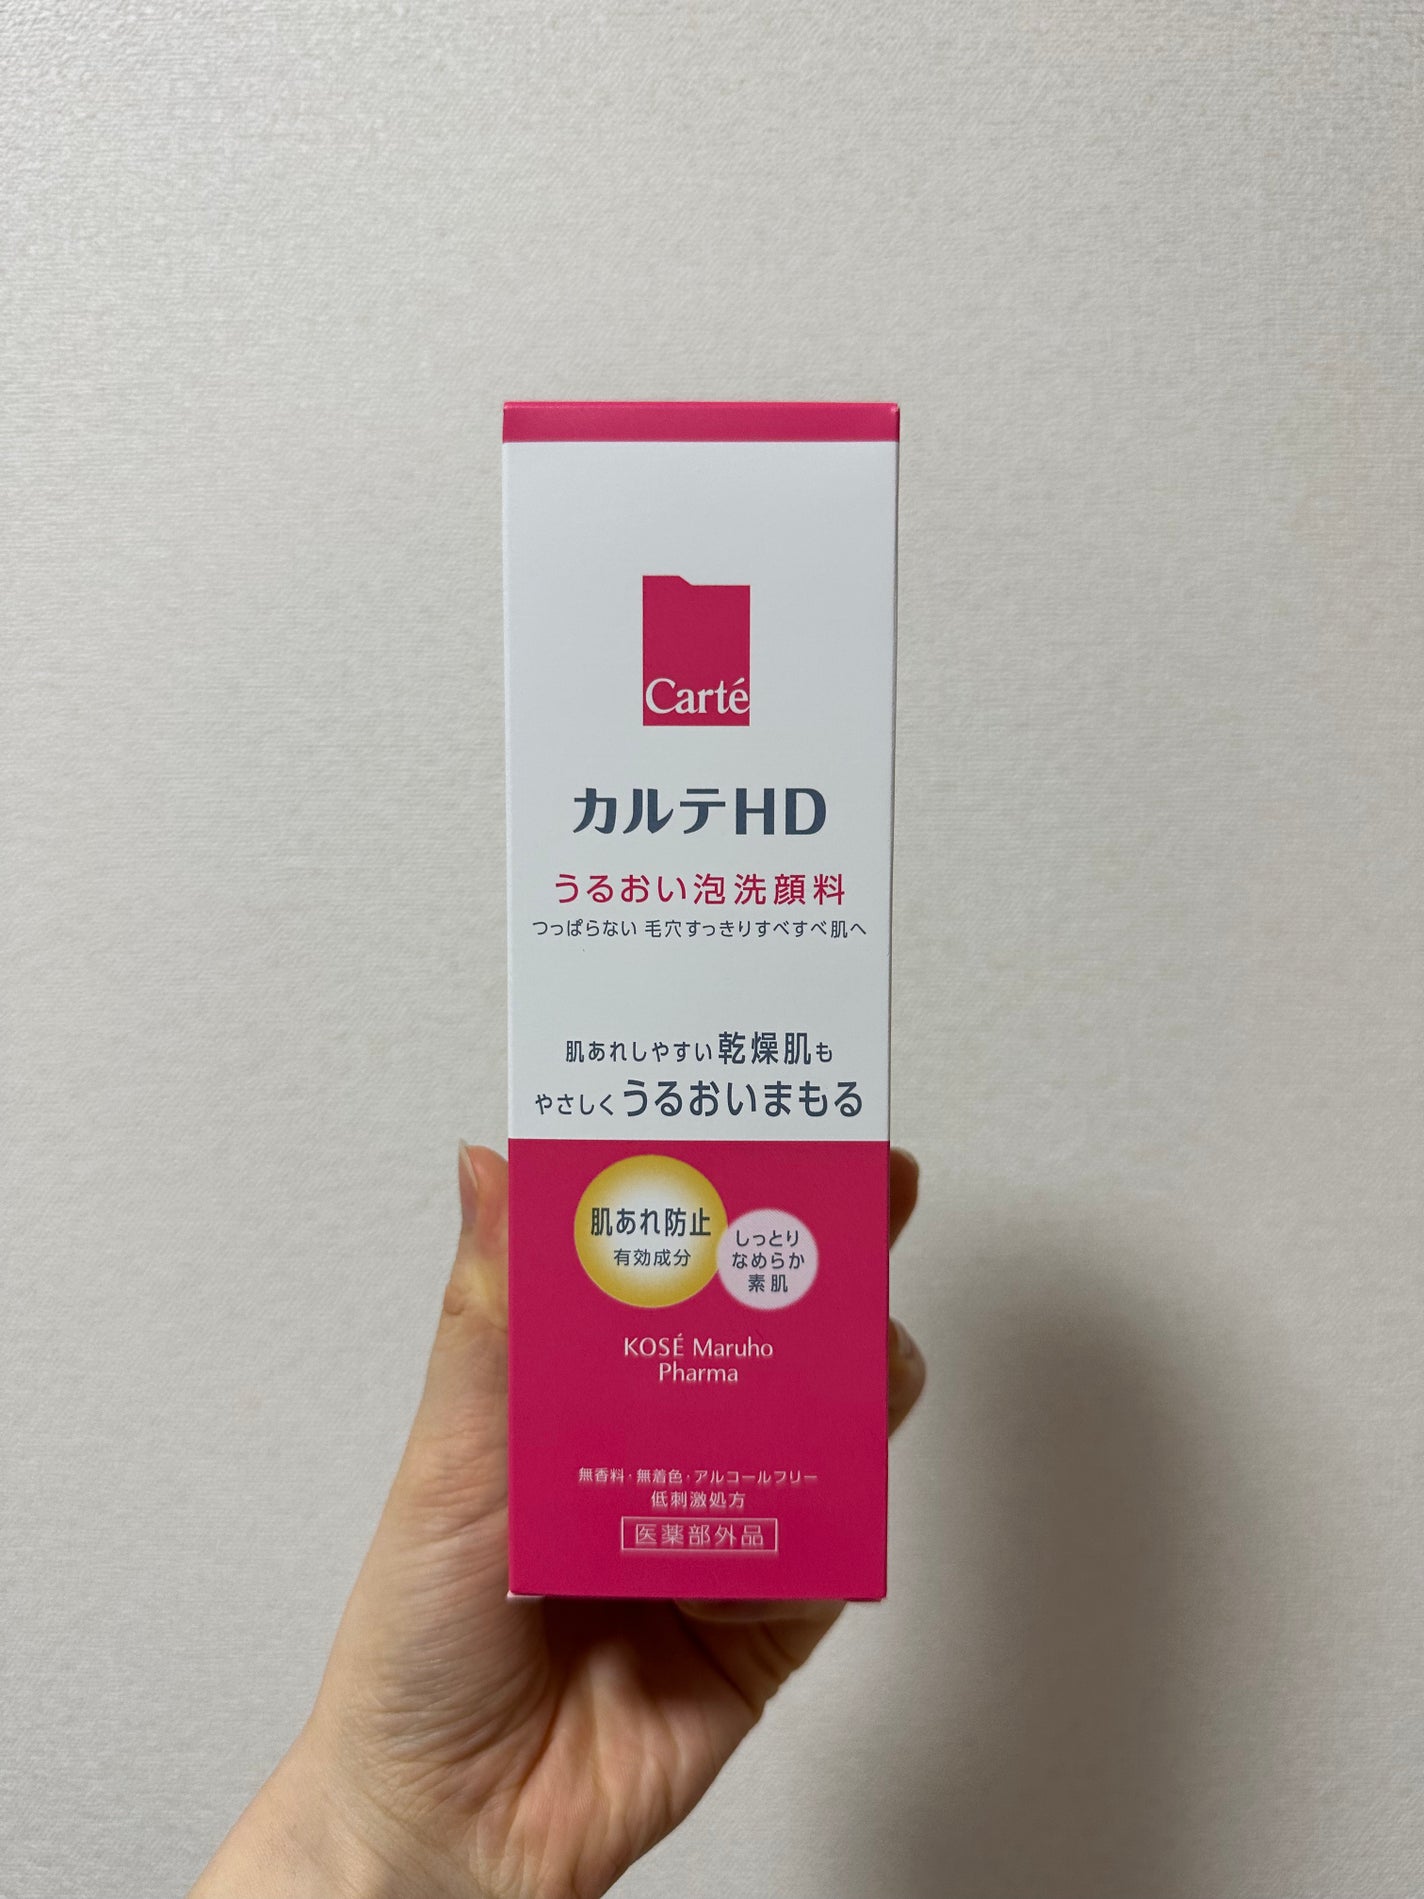 Carté
カルテHD
うるおい泡洗顔料
つっぱらない 毛穴すっきりすべすべ肌へ
肌あれしやすい乾燥肌も
やさしくうるおいまもる
肌あれ防止
有効成分
しっとり
なめらか
素肌
KOSÉ Maruho
Pharma
無香料・無着色・アルコールフリー
低刺激処方
医薬部外品